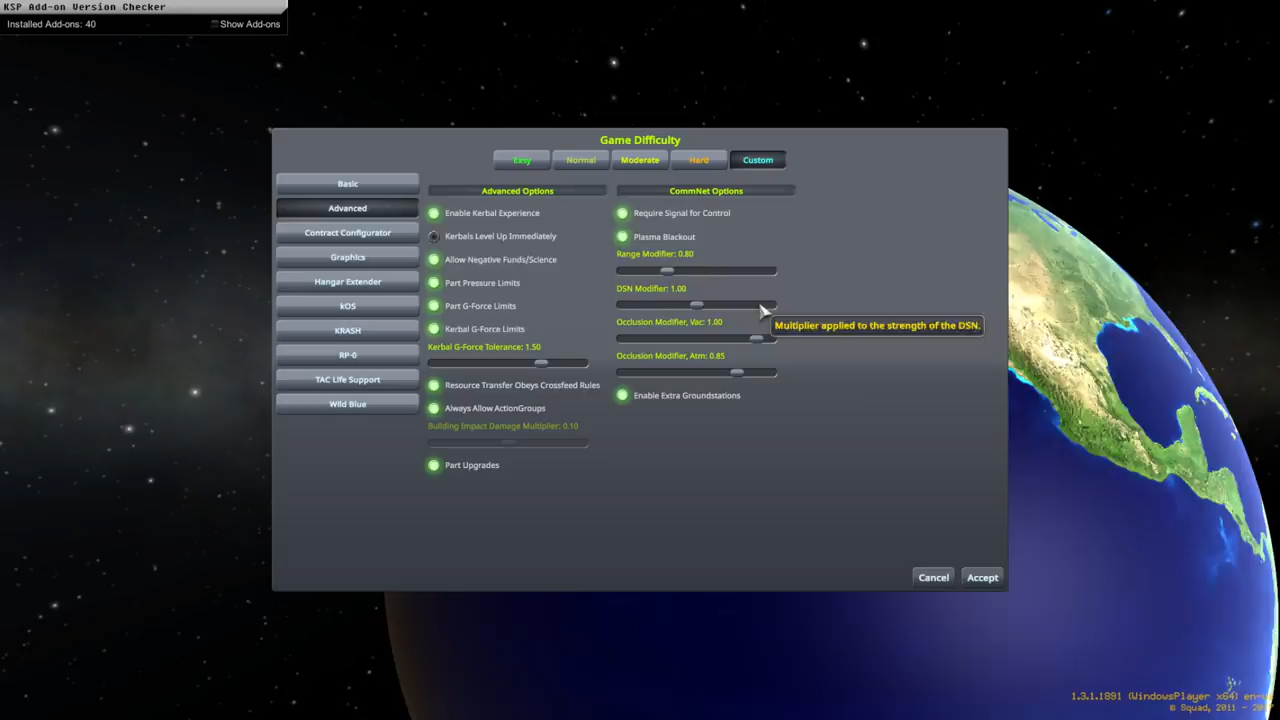 KSP Add-on Version Checker
Installed Add-ons: 40
Show Add-ons
Game Difficulty
Easy
Normal
Moderate
Hard
Custom
Basic
Advanced
Contract Configurator
Graphics
Hangar Extender
kOS
KRASH
RP-0
TAC Life Support
Wild Blue
Advanced Options
Enable Kerbal Experience
Kerbals Level Up Immediately
Allow Negative Funds/Science
Part Pressure Limits
Part G-Force Limits
Kerbal G-Force Limits
Kerbal G-Force Tolerance: 1.50
Resource Transfer Obeys Crossfeed Rules
Always Allow ActionGroups
Building Impact Damage Multiplier: 0.10
Part Upgrades
CommNet Options
Require Signal for Control
Plasma Blackout
Range Modifier: 0.80
DSN Modifier: 1.00
Multiplier applied to the strength of the DSN.
Occlusion Modifier, Vac: 1.00
Occlusion Modifier, Atm: 0.85
Enable Extra Groundstations
Cancel
Accept
1.3.1.1891 (WindowsPlayer x64)
© Squad, 2011 -